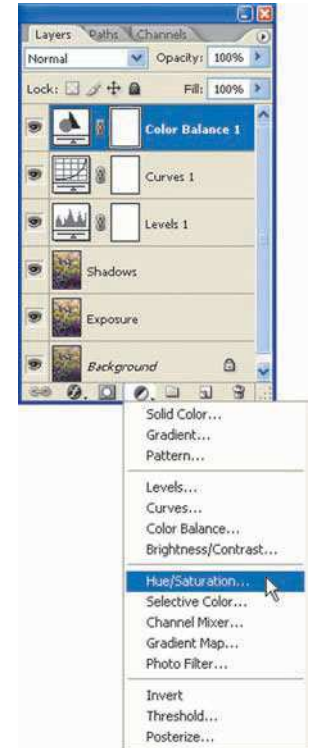 Layers Paths Channels
Normal Opacity: 100%
Lock: Fill: 100%
Color Balance 1
Curves 1
Levels 1
Shadows
Exposure
Background
Solid Color...
Gradient...
Pattern...
Levels...
Curves...
Color Balance...
Brightness/Contrast...
Hue/Saturation...
Selective Color...
Channel Mixer...
Gradient Map...
Photo Filter...
Invert
Threshold...
Posterize...